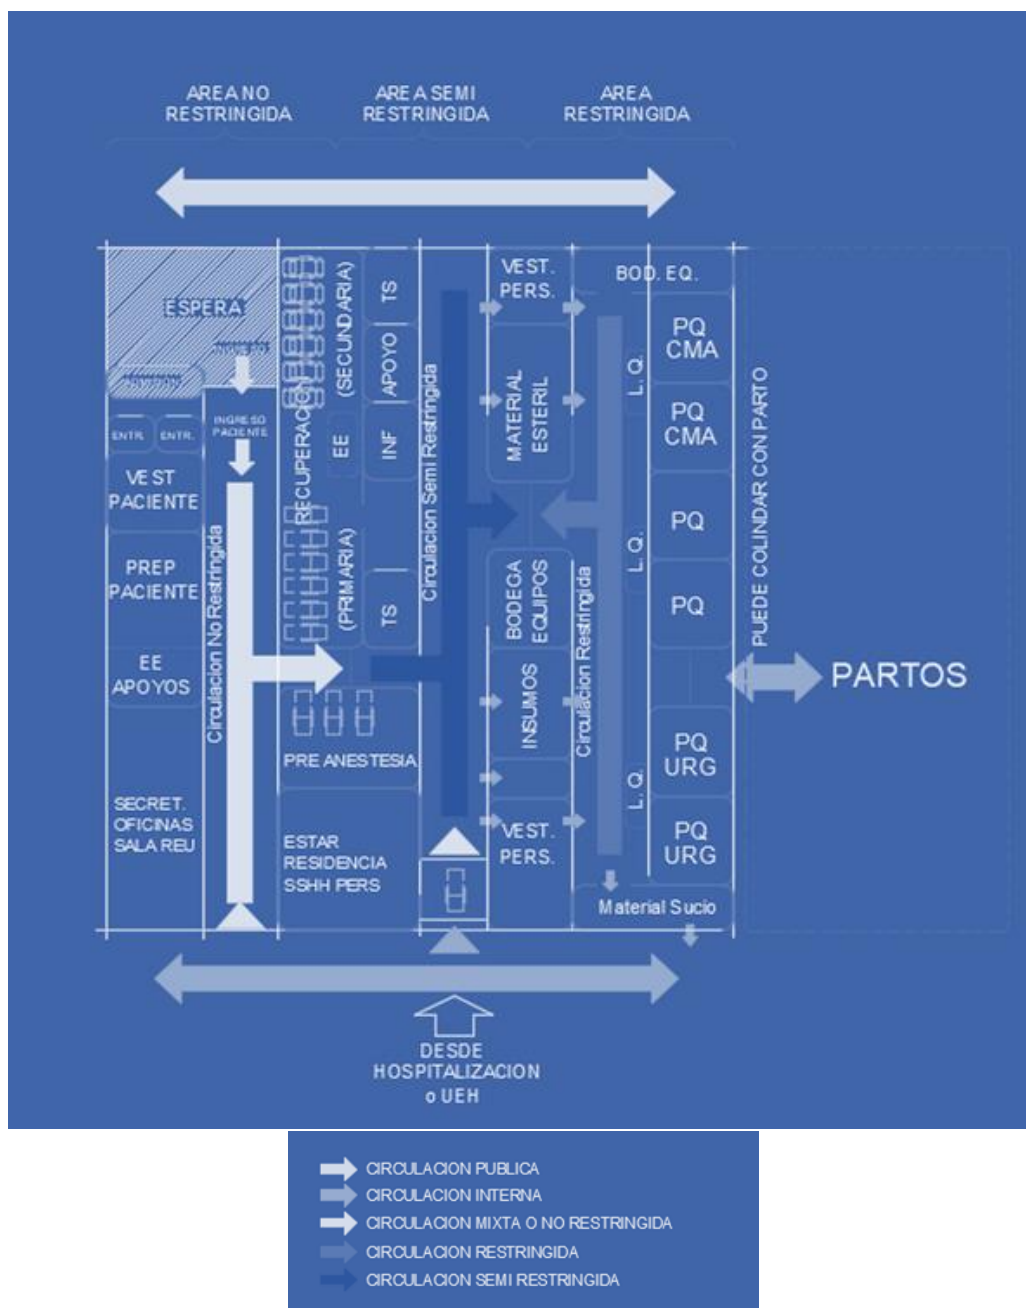 AREA NO
RESTRINGIDA
AREA SEMI
RESTRINGIDA
AREA
RESTRINGIDA
ESPERA
INGRESO
ADMISION
ENTR.
ENTR.
INGRESO
PACIENTE
VEST
PACIENTE
PREP
PACIENTE
EE
APOYOS
SECRET.
OFICINAS
SALA REU
Circulacion No Restringida
RECUPERACION
(SECUNDARIA)
(PRIMARIA)
EE
TS
APOYO
INF
TS
PRE ANESTESIA
ESTAR
RESIDENCIA
SSHH PERS
Circulacion Semi Restringida
VEST.
PERS.
MATERIAL
ESTERIL
BODEGA
EQUIPOS
INSUMOS
VEST.
PERS.
Circulacion Restringida
BOD. EQ.
L. Q.
L. Q.
L. Q.
PQ
CMA
PQ
CMA
PQ
PQ
PQ
URG
PQ
URG
Material Sucio
PUEDE COLINDAR CON PARTO
PARTOS
DESDE
HOSPITALIZACION
o UEH
CIRCULACION PUBLICA
CIRCULACION INTERNA
CIRCULACION MIXTA O NO RESTRINGIDA
CIRCULACION RESTRINGIDA
CIRCULACION SEMI RESTRINGIDA